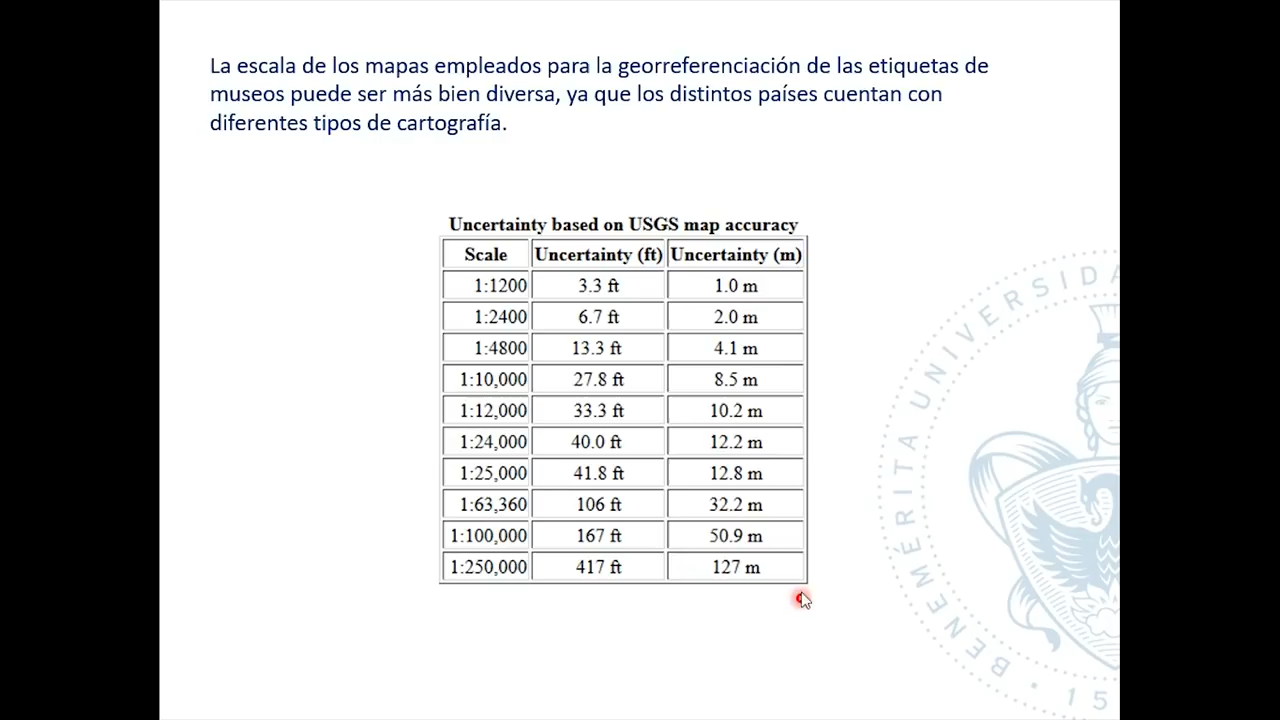 La escala de los mapas empleados para la georreferenciación de las etiquetas de
museos puede ser más bien diversa, ya que los distintos países cuentan con
diferentes tipos de cartografía.
Uncertainty based on USGS map accuracy
Scale Uncertainty (ft) Uncertainty (m)
1:1200 3.3 ft 1.0 m
1:2400 6.7 ft 2.0 m
1:4800 13.3 ft 4.1 m
1:10,000 27.8 ft 8.5 m
1:12,000 33.3 ft 10.2 m
1:24,000 40.0 ft 12.2 m
1:25,000 41.8 ft 12.8 m
1:63,360 106 ft 32.2 m
1:100,000 167 ft 50.9 m
1:250,000 417 ft 127 m
BENEMÉRITA UNIVERSIDA
15